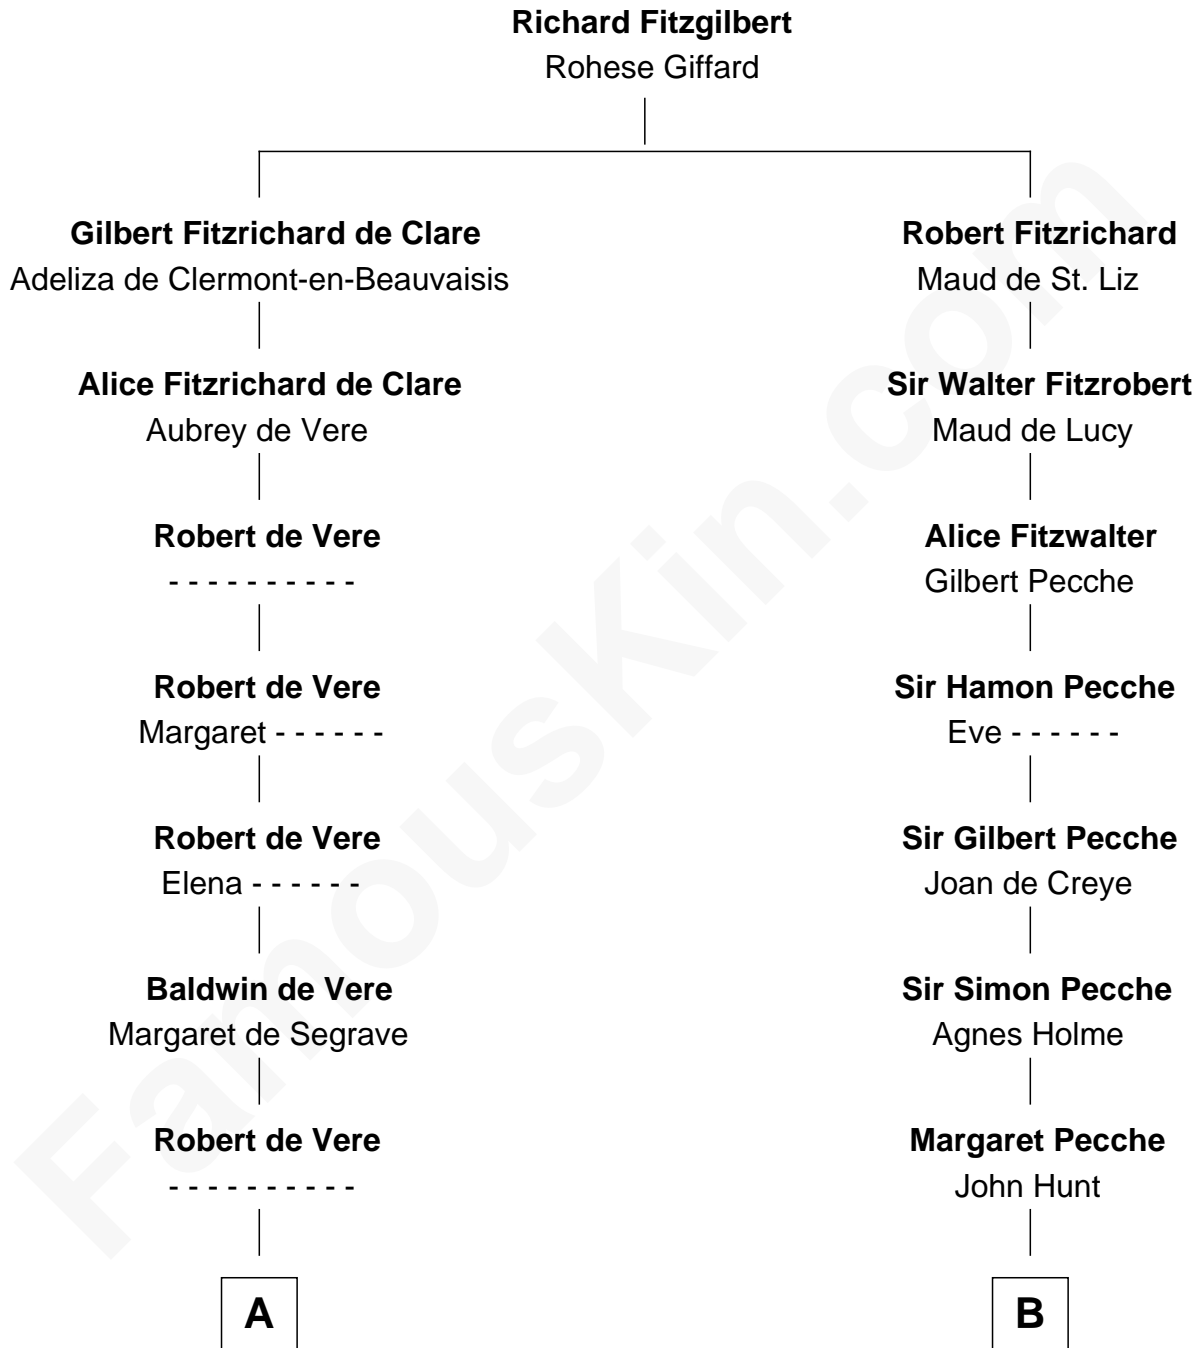 Richard Fitzgilbert
Rohese Giffard
Gilbert Fitzrichard de Clare
Adeliza de Clermont-en-Beauvaisis
Robert Fitzrichard
Maud de St. Liz
Alice Fitzrichard de Clare
Aubrey de Vere
Sir Walter Fitzrobert
Maud de Lucy
Robert de Vere
- - - - - - - - - -
Alice Fitzwalter
Gilbert Pecche
Robert de Vere
Margaret - - - - - -
Sir Hamon Pecche
Eve - - - - - -
Robert de Vere
Elena - - - - - -
Sir Gilbert Pecche
Joan de Creye
Baldwin de Vere
Margaret de Segrave
Sir Simon Pecche
Agnes Holme
Robert de Vere
- - - - - - - - - -
Margaret Pecche
John Hunt
A
B
FamousKin.com